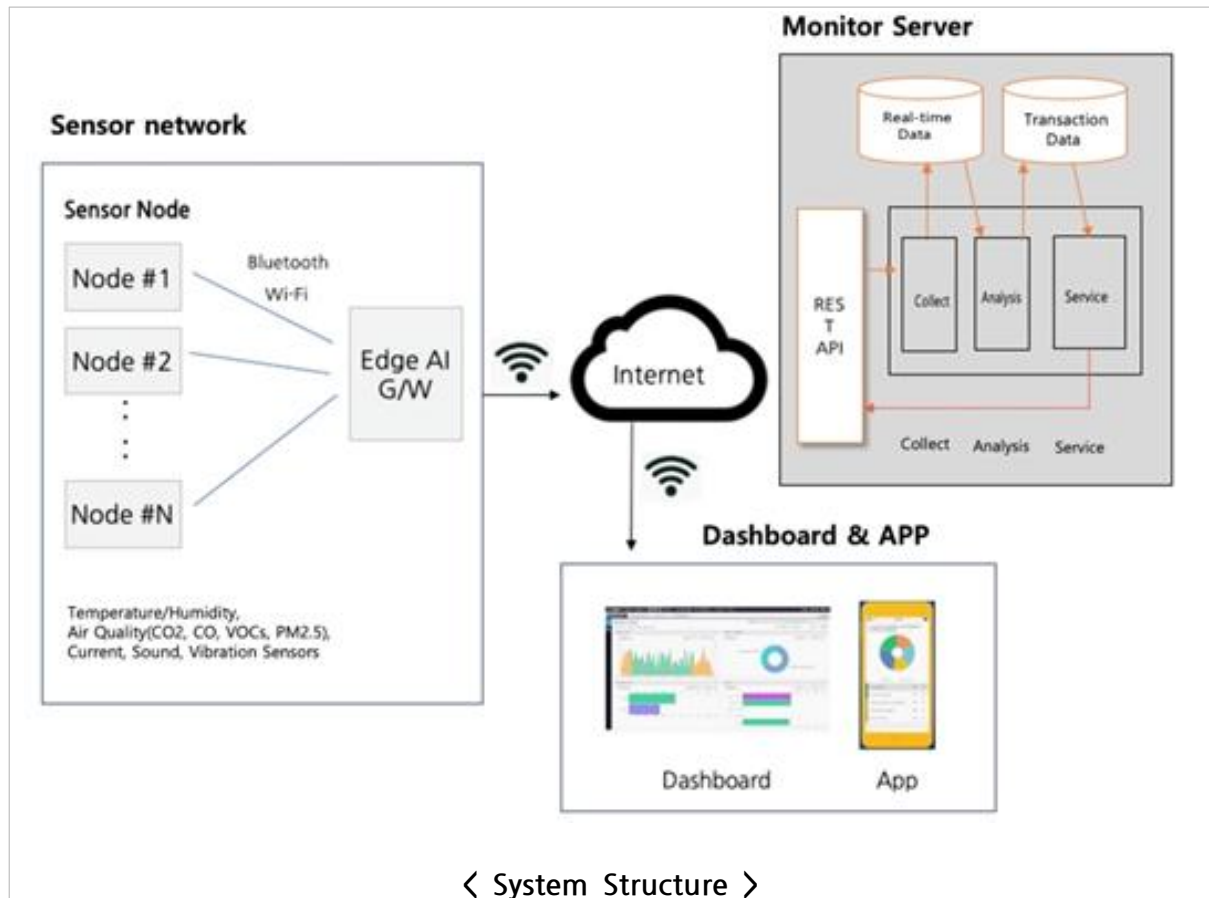 Monitor Server
Real-time
Data
Transaction
Data
RES
T
API
Collect
Analysis
Service
Collect
Analysis
Service
Sensor network
Sensor Node
Node #1
Node #2
Node #N
Bluetooth
Wi-Fi
Edge AI
G/W
Temperature/Humidity,
Air Quality(CO2, CO, VOCs, PM2.5),
Current, Sound, Vibration Sensors
Internet
Dashboard & APP
Dashboard
App
< System Structure >